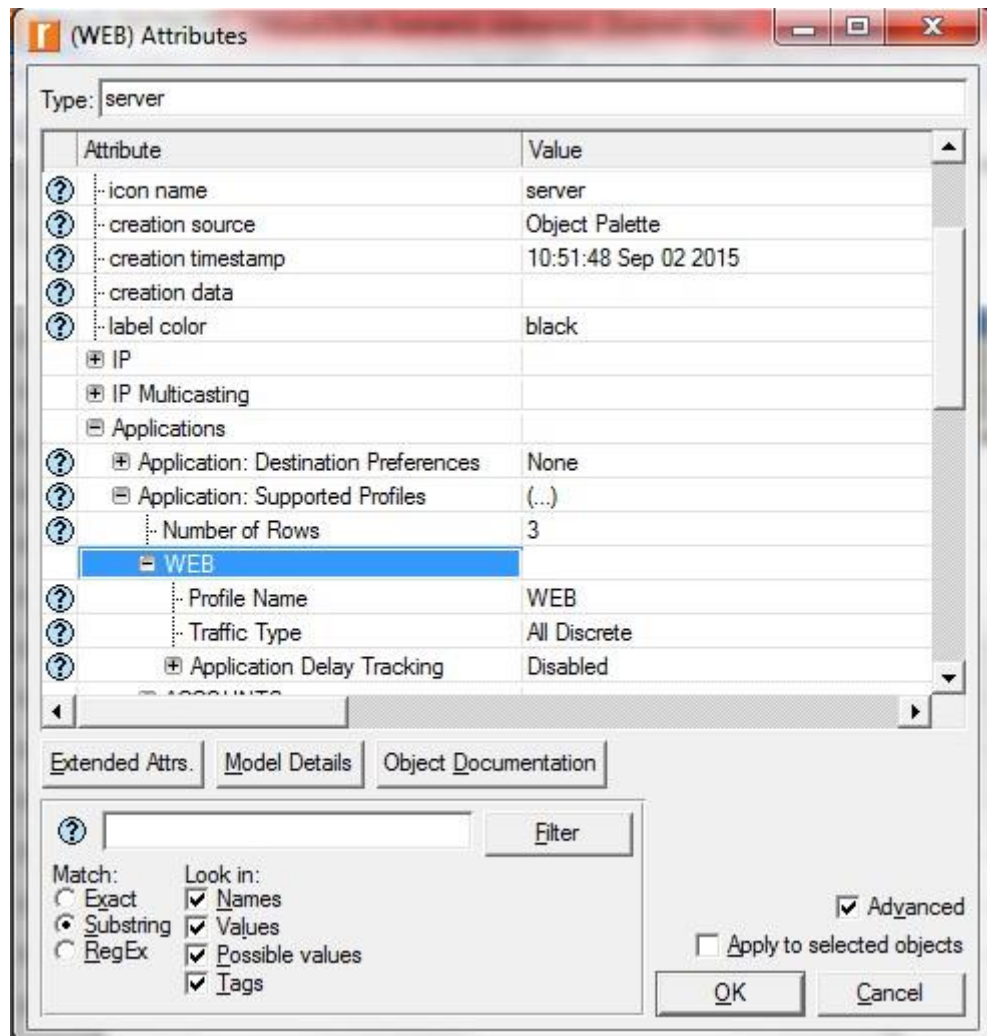 (WEB) Attributes
Type: server
Attribute Value
icon name server
creation source Object Palette
creation timestamp 10:51:48 Sep 02 2015
creation data
label color black
IP
IP Multicasting
Applications
Application: Destination Preferences None
Application: Supported Profiles (...)
Number of Rows 3
WEB
Profile Name WEB
Traffic Type All Discrete
Application Delay Tracking Disabled
Extended Attrs. Model Details Object Documentation
Filter
Match: Look in:
Exact Names
Substring Values
RegEx Possible values
Tags
Advanced
Apply to selected objects
OK Cancel